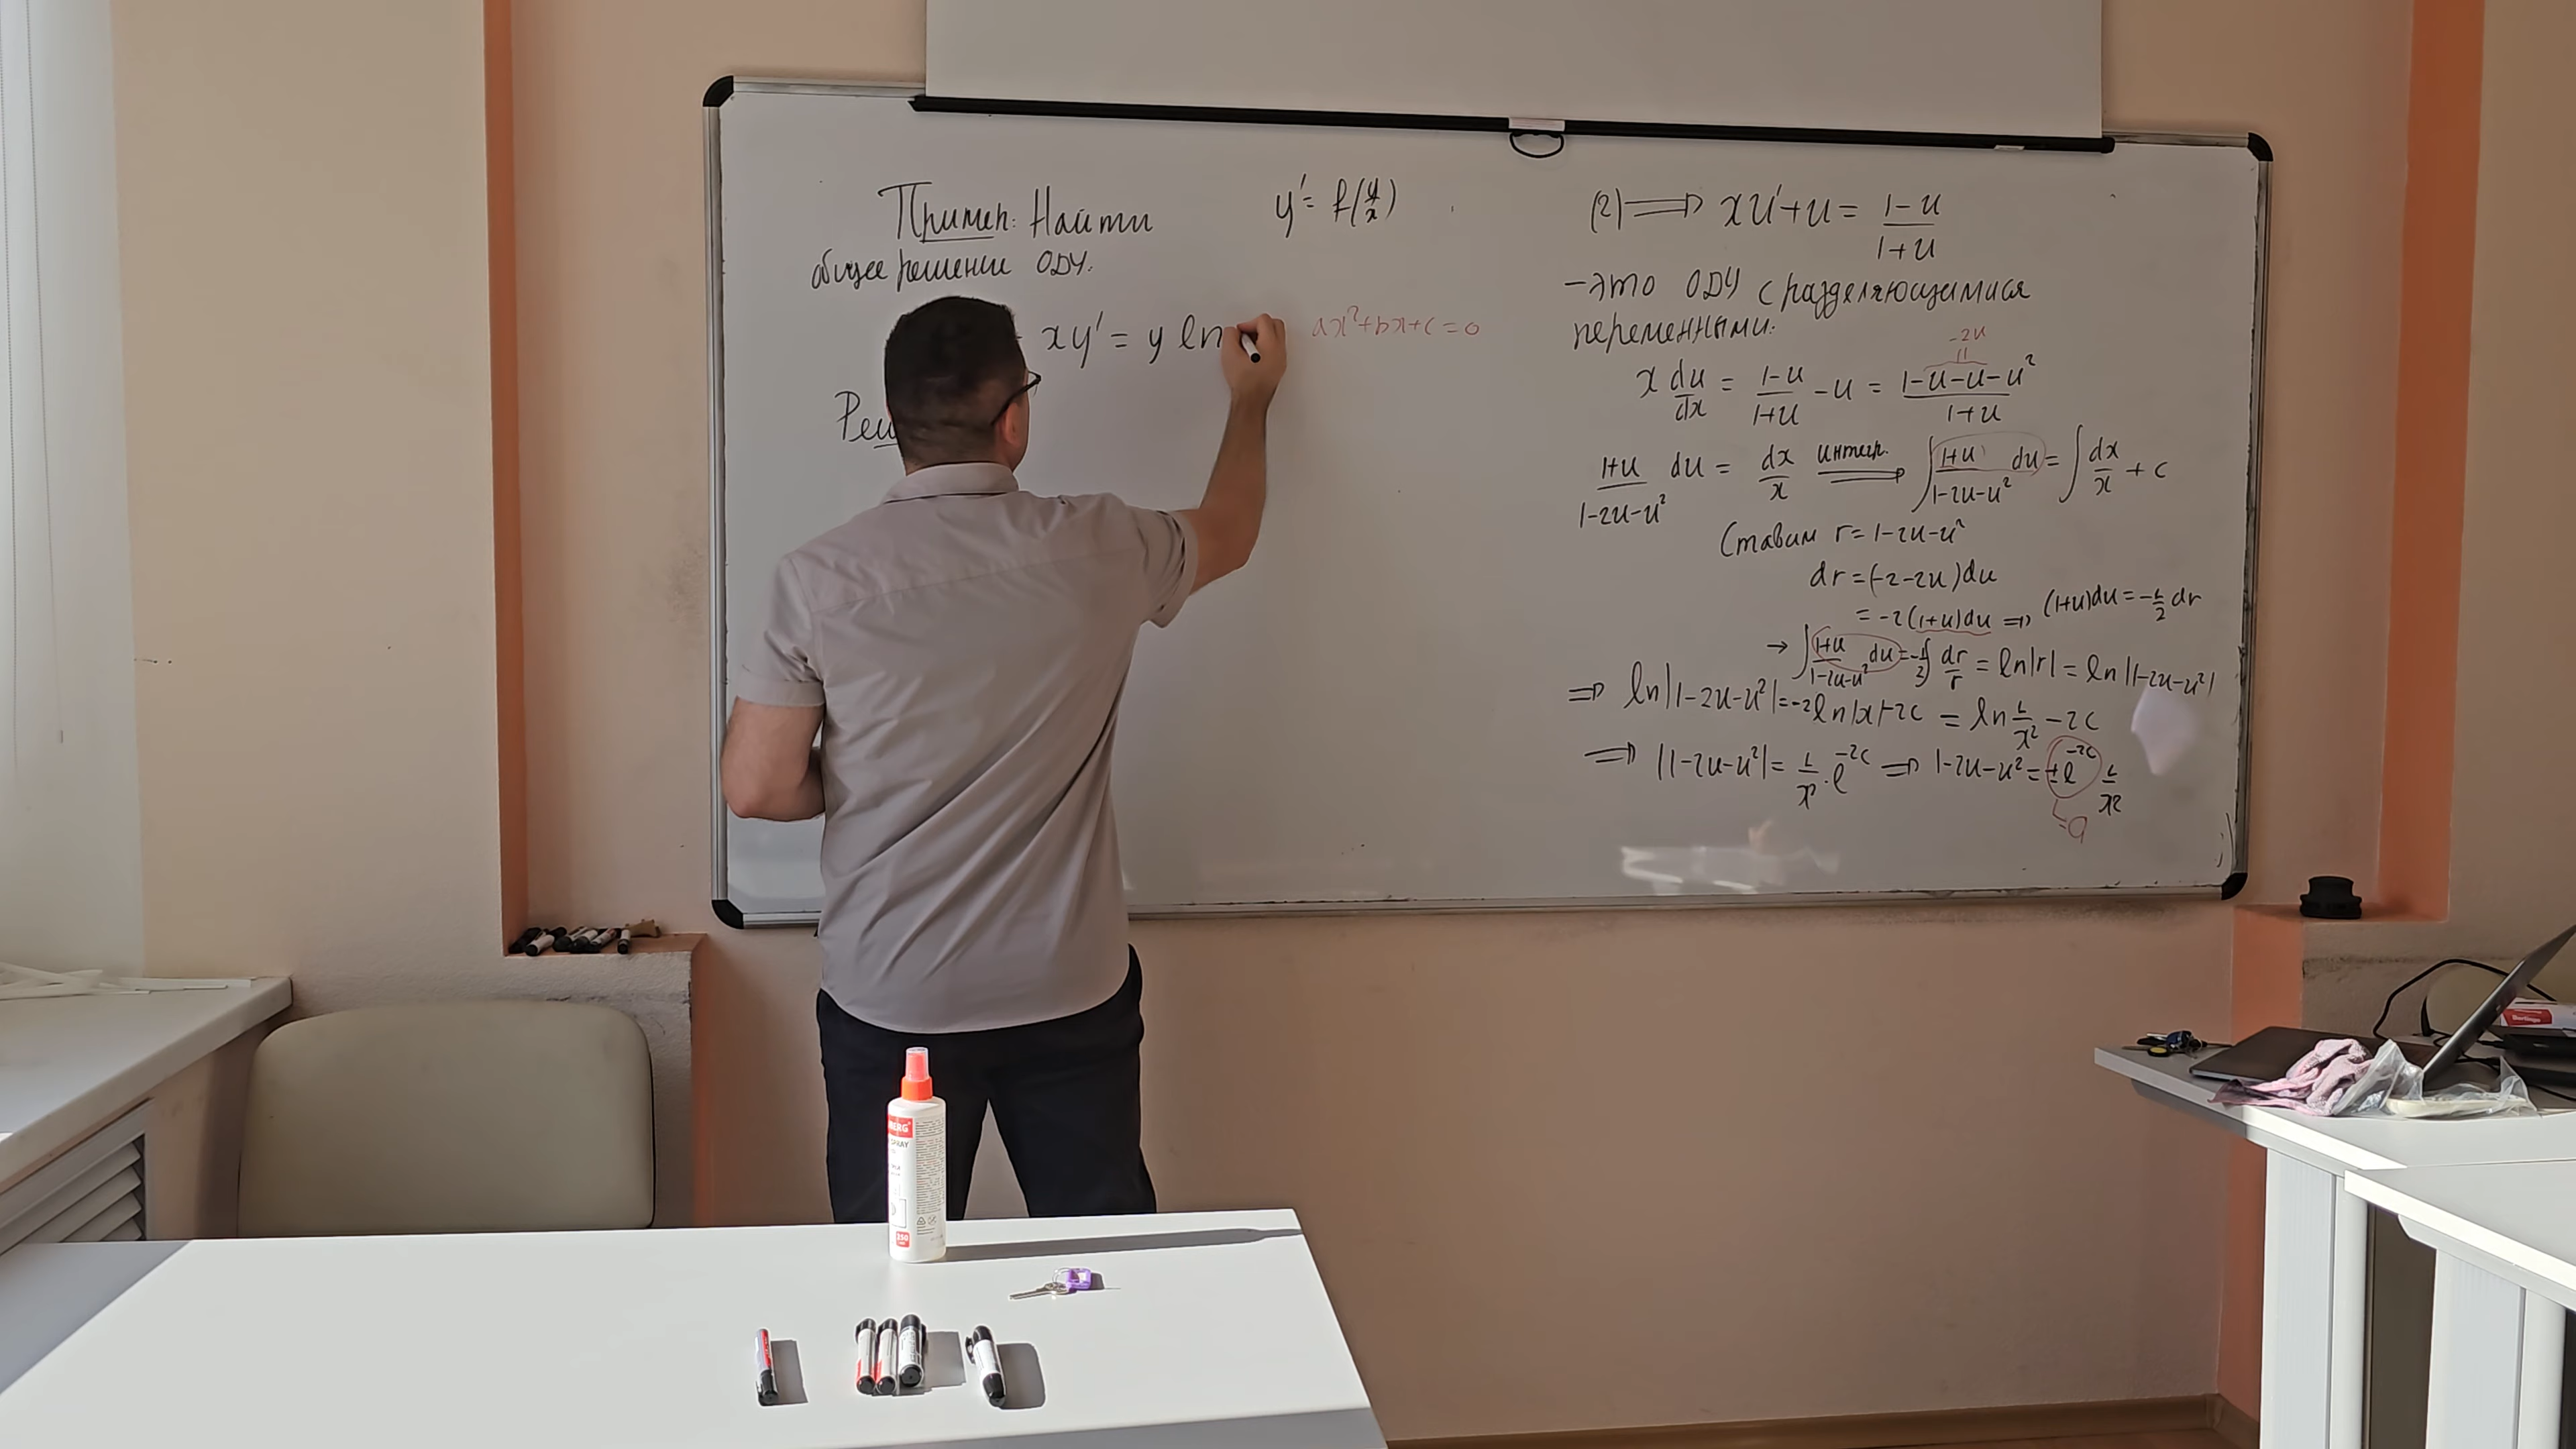 Пример: Найти
общее решение ОДУ.
y' = f(y/x)
xy' = y ln
ax²+bx+c=0
Реш
(2) ⟹ xu'+u = (1-u)/(1+u)
-это ОДУ с разделяющимися
переменными.
-2u
x du/dx = (1-u)/(1+u) - u = (1-u-u-u²)/(1+u)
(1+u)/(1-2u-u²) du = dx/x интегр. ⟹ ∫ (1+u)/(1-2u-u²) du = ∫ dx/x + c
Ставим r = 1-2u-u²
dr = (-2-2u)du
= -2(1+u)du ⟹ (1+u)du = -1/2 dr
→ ∫ (1+u)/(1-2u-u²) du = -1/2 ∫ dr/r = ln|r| = ln|1-2u-u²|
⟹ ln|1-2u-u²| = -2ln|x|-2c = ln 1/x² - 2c
⟹ |1-2u-u²| = 1/x² · e^(-2c) ⟹ 1-2u-u² = ±e^(-2c) 1/x²
=a
SPRAY
250
Berlingo